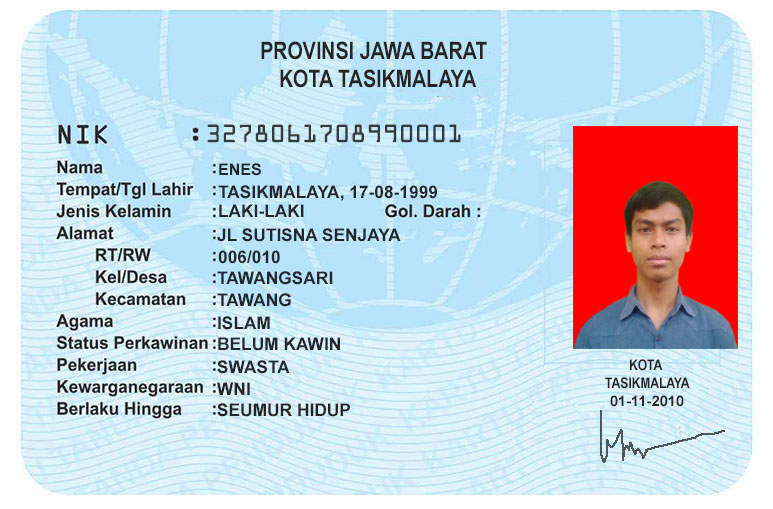 PROVINSI JAWA BARAT
KOTA TASIKMALAYA
NIK :3278061708990001
Nama :ENES
Tempat/Tgl Lahir :TASIKMALAYA, 17-08-1999
Jenis Kelamin :LAKI-LAKI Gol. Darah :
Alamat :JL SUTISNA SENJAYA
RT/RW :006/010
Kel/Desa :TAWANGSARI
Kecamatan :TAWANG
Agama :ISLAM
Status Perkawinan:BELUM KAWIN
Pekerjaan :SWASTA
Kewarganegaraan :WNI
Berlaku Hingga :SEUMUR HIDUP
KOTA
TASIKMALAYA
01-11-2010